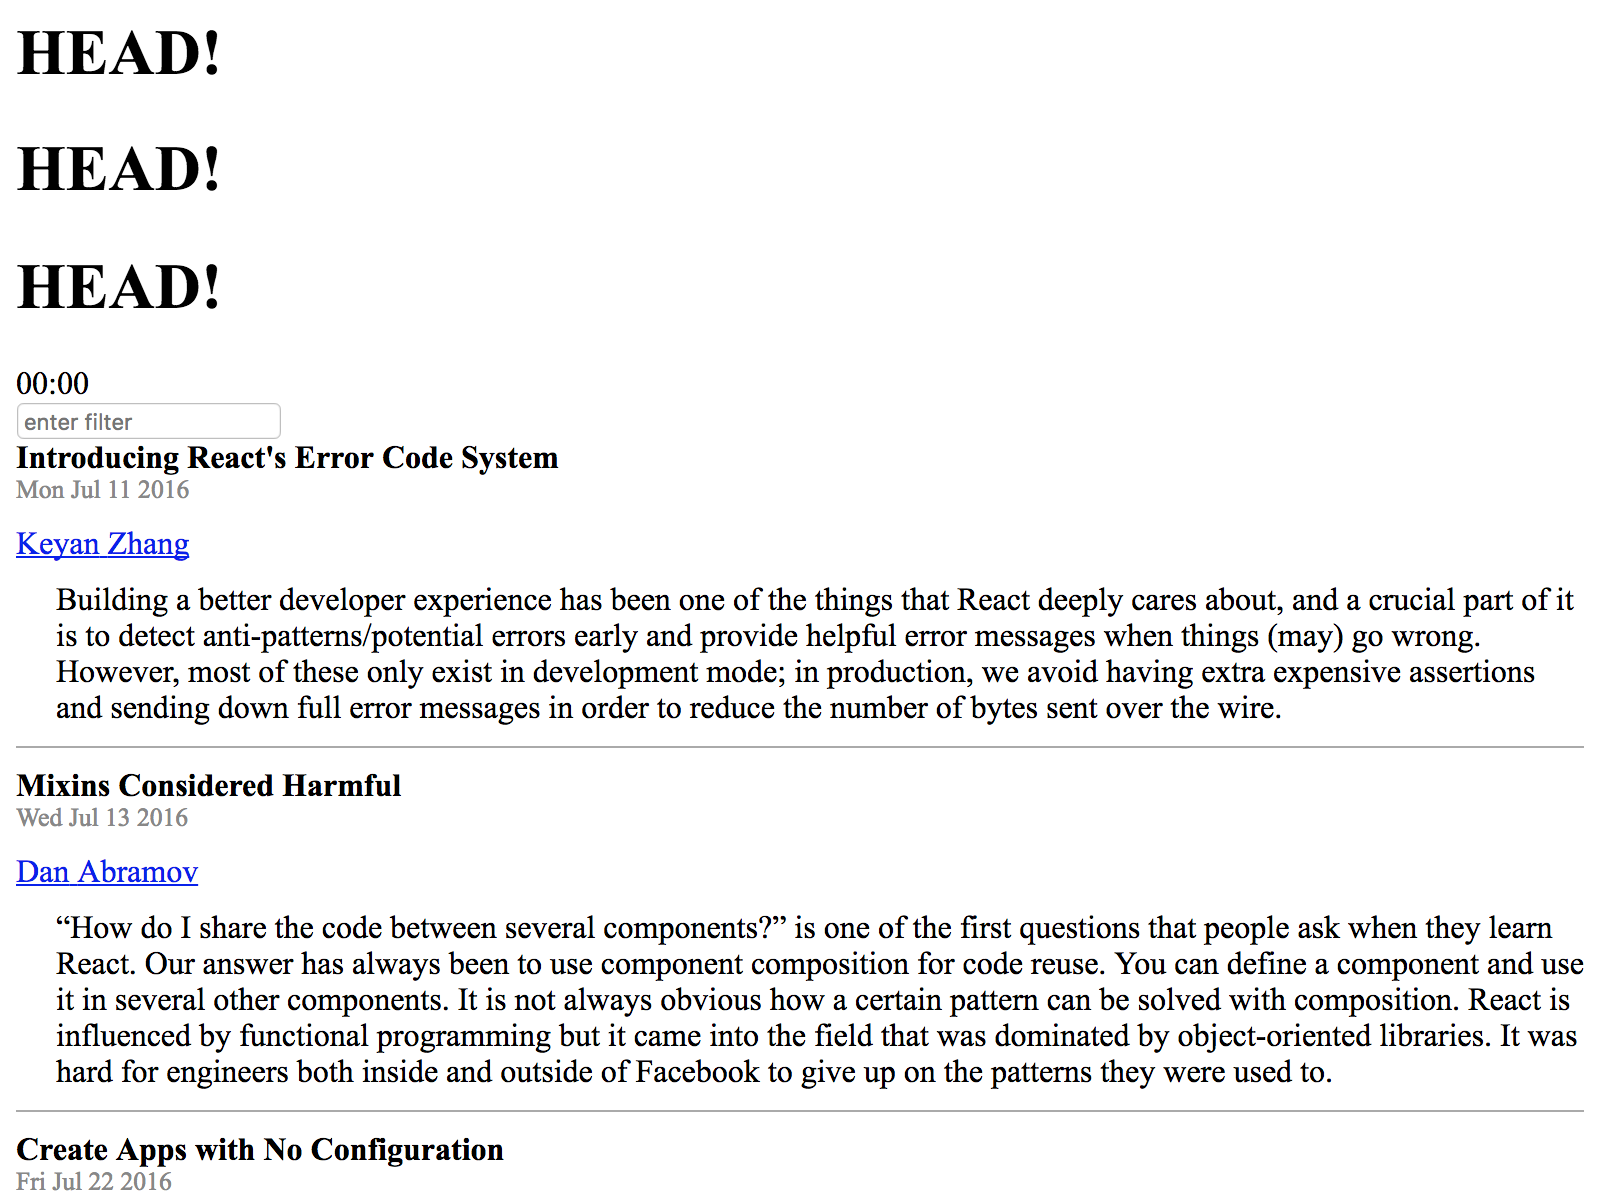 HEAD!
HEAD!
HEAD!
00:00
enter filter
Introducing React's Error Code System
Mon Jul 11 2016
Keyan Zhang
Building a better developer experience has been one of the things that React deeply cares about, and a crucial part of it
is to detect anti-patterns/potential errors early and provide helpful error messages when things (may) go wrong.
However, most of these only exist in development mode; in production, we avoid having extra expensive assertions
and sending down full error messages in order to reduce the number of bytes sent over the wire.
Mixins Considered Harmful
Wed Jul 13 2016
Dan Abramov
“How do I share the code between several components?” is one of the first questions that people ask when they learn
React. Our answer has always been to use component composition for code reuse. You can define a component and use
it in several other components. It is not always obvious how a certain pattern can be solved with composition. React is
influenced by functional programming but it came into the field that was dominated by object-oriented libraries. It was
hard for engineers both inside and outside of Facebook to give up on the patterns they were used to.
Create Apps with No Configuration
Fri Jul 22 2016